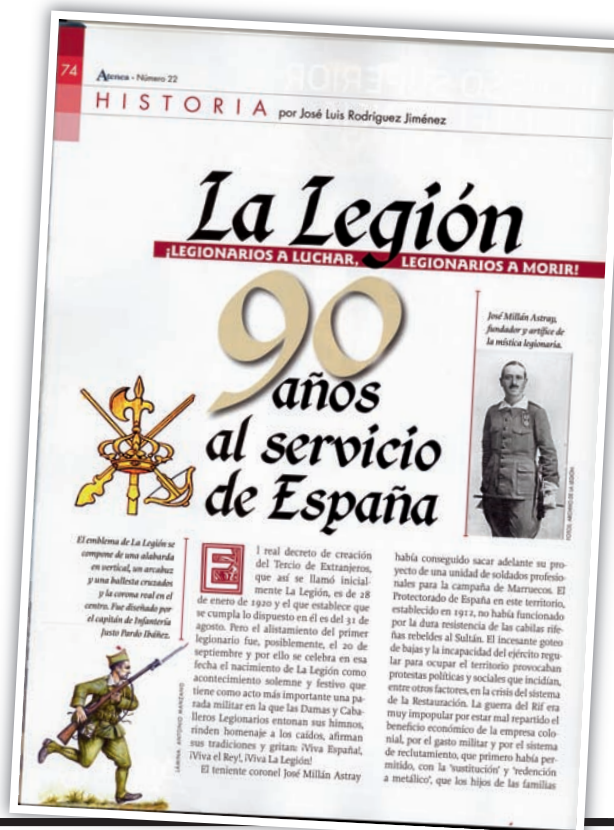 74
Atenea - Número 22
HISTORIA por José Luis Rodríguez Jiménez
La Legión
¡LEGIONARIOS A LUCHAR, LEGIONARIOS A MORIR!
90
años
al servicio
de España
José Millán Astray,
fundador y artífice de
la mística legionaria.
FOTOS: ARCHIVO DE LA LEGIÓN
El emblema de La Legión se
compone de una alabarda
en vertical, un arcabuz
y una ballesta cruzados
y la corona real en el
centro. Fue diseñado por
el capitán de Infantería
Justo Pardo Ibáñez.
LÁMINA: ANTONIO MANZANO
El real decreto de creación
del Tercio de Extranjeros,
que así se llamó inicial-
mente La Legión, es de 28
de enero de 1920 y el que establece que
se cumpla lo dispuesto en él es del 31 de
agosto. Pero el alistamiento del primer
legionario fue, posiblemente, el 20 de
septiembre y por ello se celebra en esa
fecha el nacimiento de La Legión como
acontecimiento solemne y festivo que
tiene como acto más importante una pa-
rada militar en la que las Damas y Caba-
lleros Legionarios entonan sus himnos,
rinden homenaje a los caídos, afirman
sus tradiciones y gritan: ¡Viva España!,
¡Viva el Rey!, ¡Viva La Legión!
El teniente coronel José Millán Astray
había conseguido sacar adelante su pro-
yecto de una unidad de soldados profesio-
nales para la campaña de Marruecos. El
Protectorado de España en este territorio,
establecido en 1912, no había funcionado
por la dura resistencia de las cabilas rife-
ñas rebeldes al Sultán. El incesante goteo
de bajas y la incapacidad del ejército regu-
lar para ocupar el territorio provocaban
protestas políticas y sociales que incidían,
entre otros factores, en la crisis del sistema
de la Restauración. La guerra del Rif era
muy impopular por estar mal repartido el
beneficio económico de la empresa colo-
nial, por el gasto militar y por el sistema
de reclutamiento, que primero había per-
mitido, con la 'sustitución' y 'redención
a metálico', que los hijos de las familias